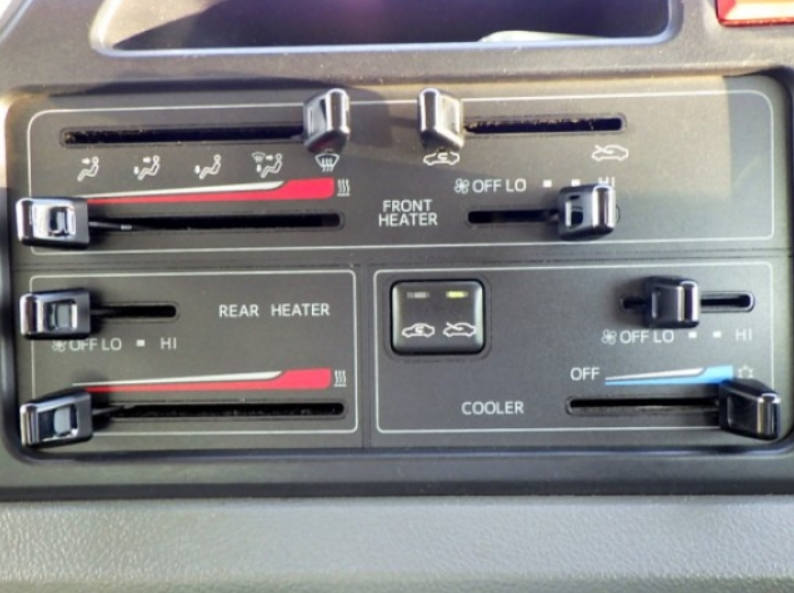 OFF LO HI
FRONT
HEATER
REAR HEATER
OFF LO HI
OFF LO HI
OFF
COOLER